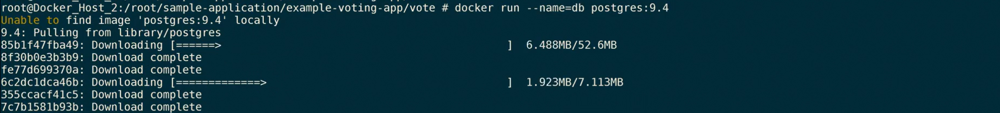 root@Docker_Host_2:/root/sample-application/example-voting-app/vote # docker run --name=db postgres:9.4
Unable to find image 'postgres:9.4' locally
9.4: Pulling from library/postgres
85b1f47fba49: Downloading [======>                                            ]  6.488MB/52.6MB
8f30b0e3b3b9: Download complete
fe77d699370a: Download complete
6c2dc1dca46b: Downloading [=============>                                     ]  1.923MB/7.113MB
355ccacf41c5: Download complete
7c7b1581b93b: Download complete